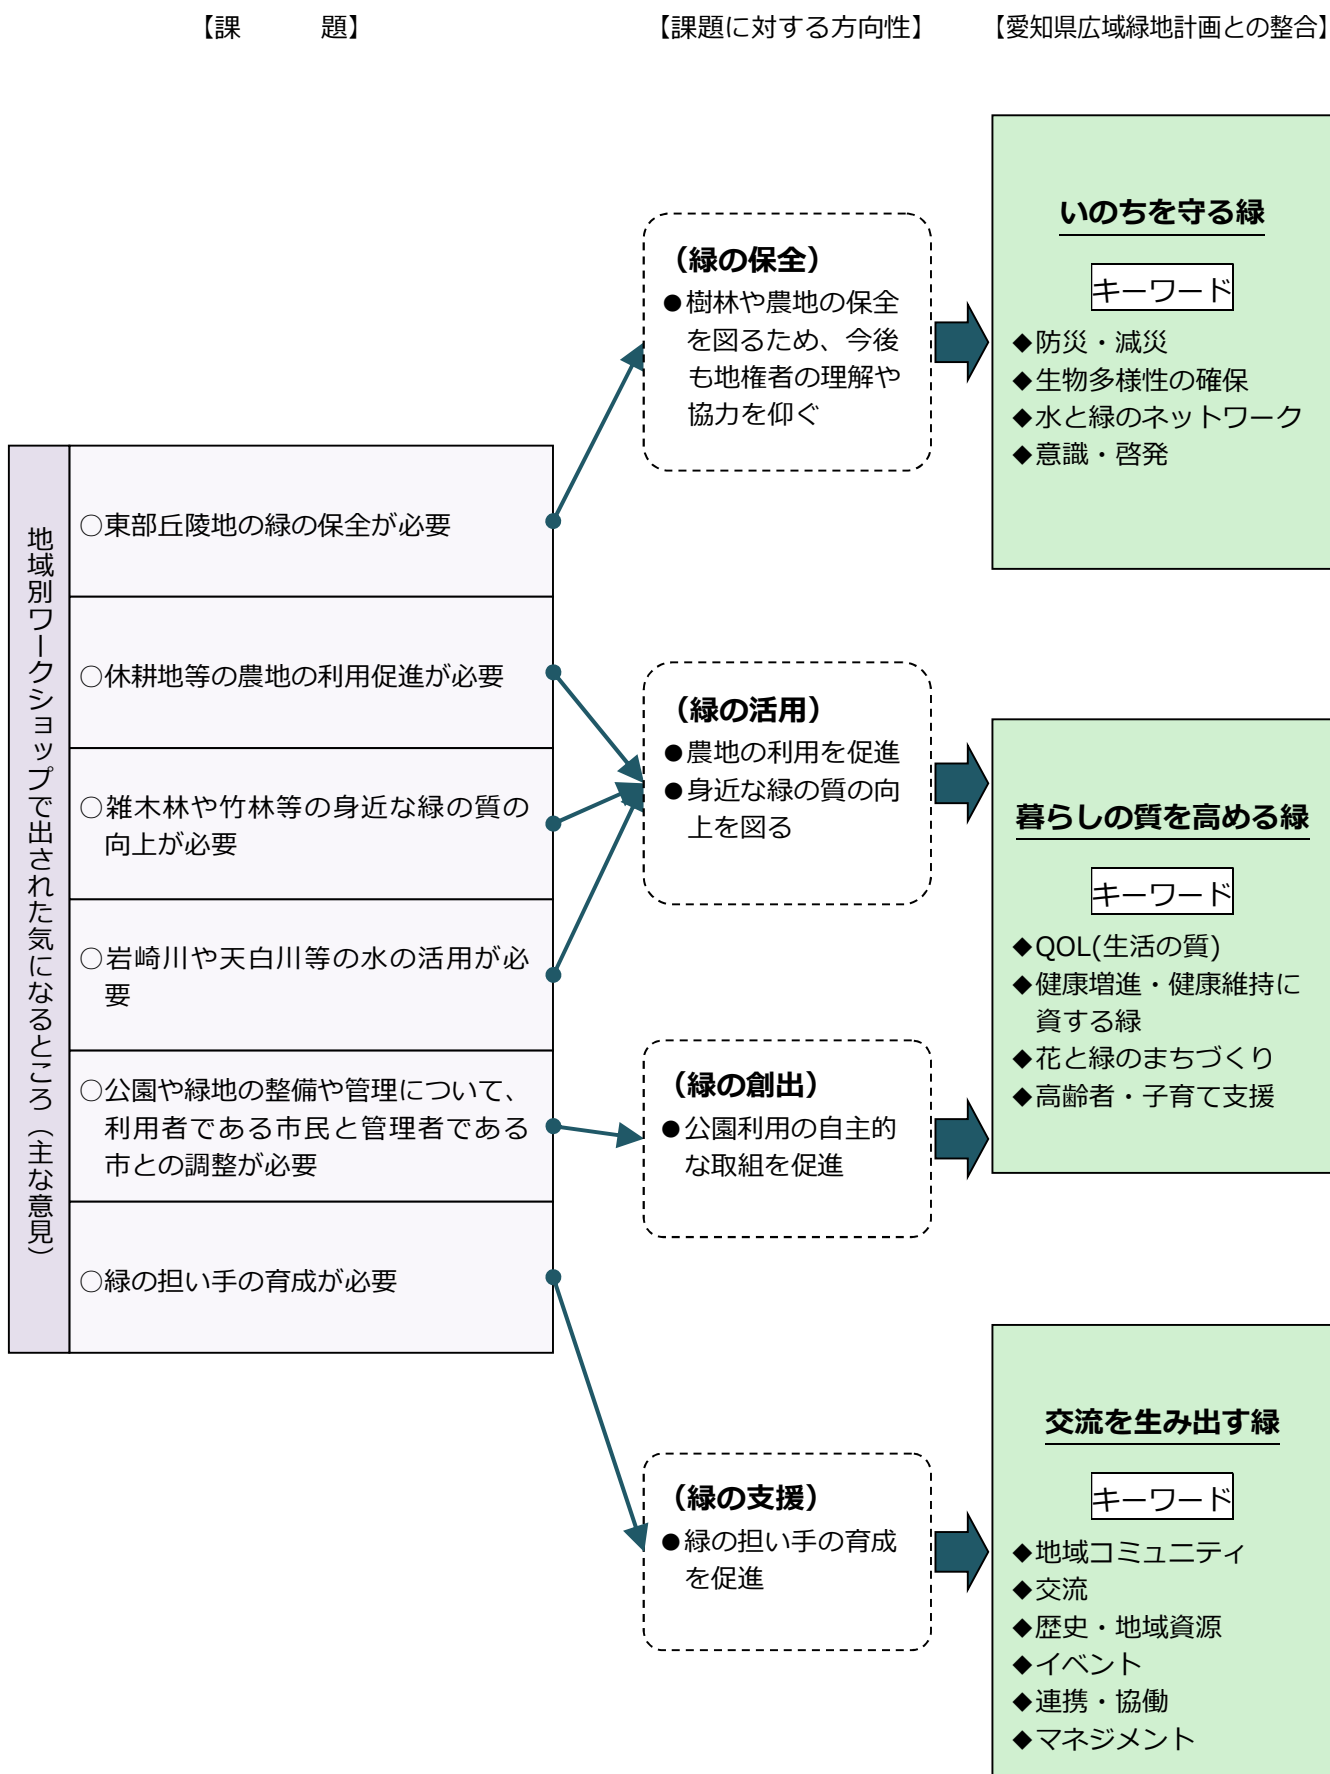 【課　　　題】
【課題に対する方向性】
【愛知県広域緑地計画との整合】
地域別ワークショップで出された気になるところ（主な意見）
○東部丘陵地の緑の保全が必要
○休耕地等の農地の利用促進が必要
○雑木林や竹林等の身近な緑の質の
向上が必要
○岩崎川や天白川等の水の活用が必
要
○公園や緑地の整備や管理について、
利用者である市民と管理者である
市との調整が必要
○緑の担い手の育成が必要
（緑の保全）
●樹林や農地の保全
を図るため、今後
も地権者の理解や
協力を仰ぐ
（緑の活用）
●農地の利用を促進
●身近な緑の質の向
上を図る
（緑の創出）
●公園利用の自主的
な取組を促進
（緑の支援）
●緑の担い手の育成
を促進
いのちを守る緑
キーワード
◆防災・減災
◆生物多様性の確保
◆水と緑のネットワーク
◆意識・啓発
暮らしの質を高める緑
キーワード
◆QOL(生活の質)
◆健康増進・健康維持に
資する緑
◆花と緑のまちづくり
◆高齢者・子育て支援
交流を生み出す緑
キーワード
◆地域コミュニティ
◆交流
◆歴史・地域資源
◆イベント
◆連携・協働
◆マネジメント